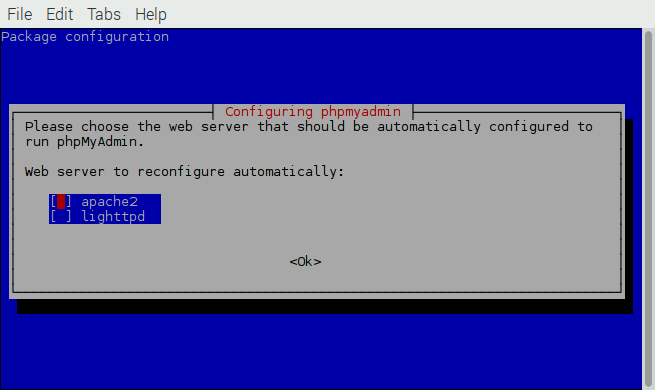 File Edit Tabs Help
Package configuration
Configuring phpmyadmin
Please choose the web server that should be automatically configured to
run phpMyAdmin.
Web server to reconfigure automatically:
[ ] apache2
[ ] lighttpd
<Ok>